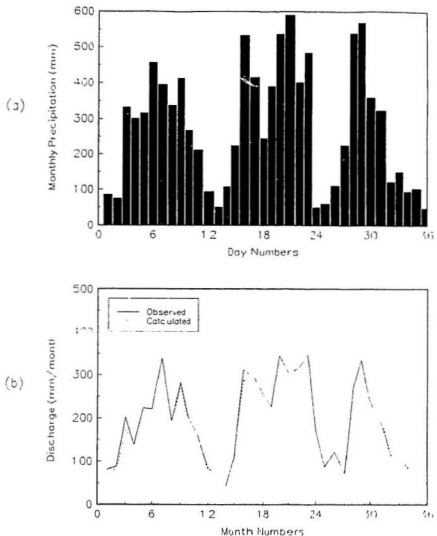 (a)
Monthly Precipitation (mm)
600
500
400
300
200
100
0
0 6 12 18 24 30 36
Day Numbers
(b)
Discharge (mm/month)
500
400
300
200
100
0
Observed
Calculated
0 6 12 18 24 30 36
Month Numbers